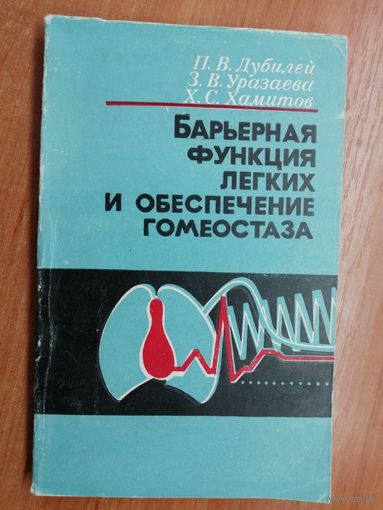 П. В. Дубилей
З. В. Уразаева
Х. С. Хамитов
БАРЬЕРНАЯ
ФУНКЦИЯ
ЛЕГКИХ
И ОБЕСПЕЧЕНИЕ
ГОМЕОСТАЗА